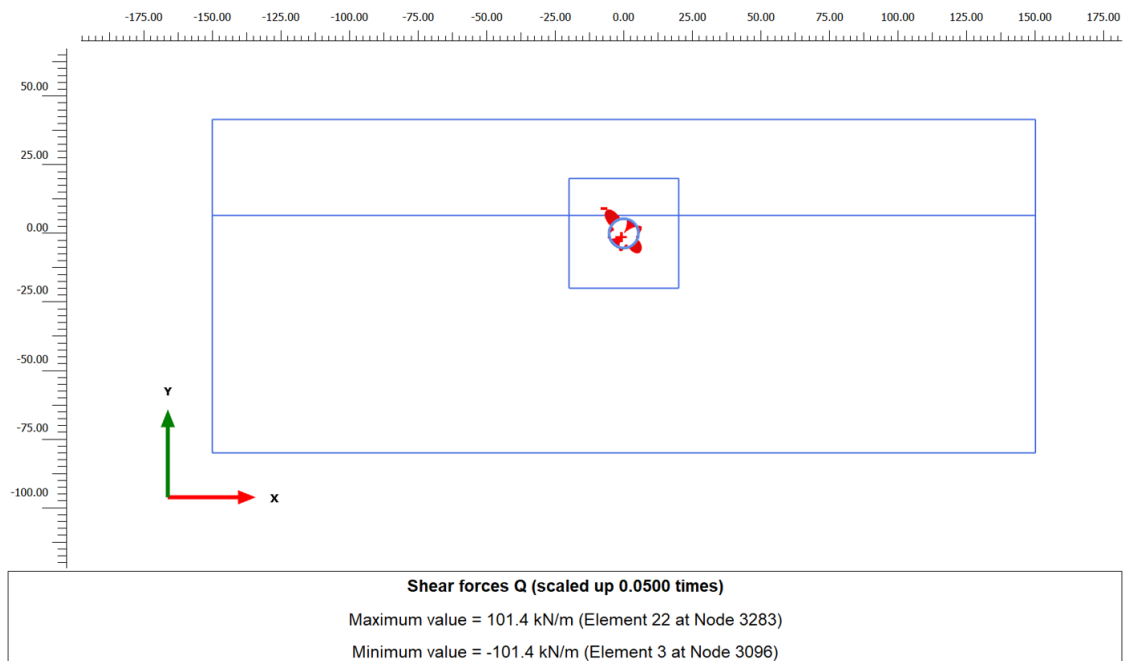 -175.00 -150.00 -125.00 -100.00 -75.00 -50.00 -25.00 0.00 25.00 50.00 75.00 100.00 125.00 150.00 175.00
50.00
25.00
0.00
-25.00
-50.00
-75.00
-100.00
Y
X
Shear forces Q (scaled up 0.0500 times)
Maximum value = 101.4 kN/m (Element 22 at Node 3283)
Minimum value = -101.4 kN/m (Element 3 at Node 3096)